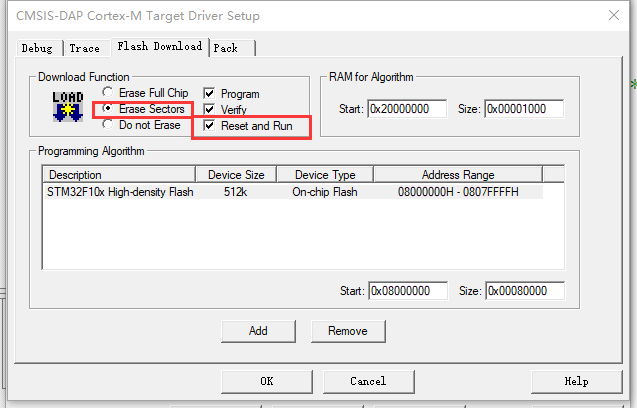 CMSIS-DAP Cortex-M Target Driver Setup
Debug Trace Flash Download Pack
Download Function
LOAD
Erase Full Chip
Erase Sectors
Do not Erase
Program
Verify
Reset and Run
RAM for Algorithm
Start: 0x20000000 Size: 0x00001000
Programming Algorithm
Description Device Size Device Type Address Range
STM32F10x High-density Flash 512k On-chip Flash 08000000H - 0807FFFFH
Start: 0x08000000 Size: 0x00080000
Add Remove
OK Cancel Help